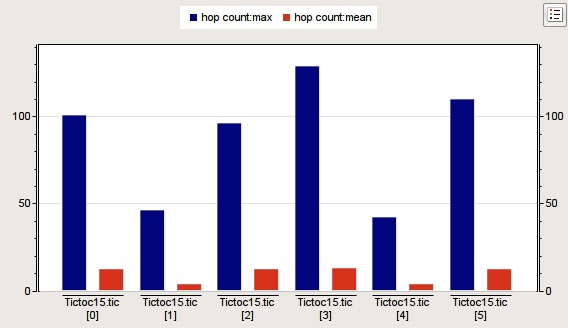 hop count:max hop count:mean
100 100
50 50
0 0
Tictoc15.tic Tictoc15.tic Tictoc15.tic Tictoc15.tic Tictoc15.tic Tictoc15.tic
[0] [1] [2] [3] [4] [5]